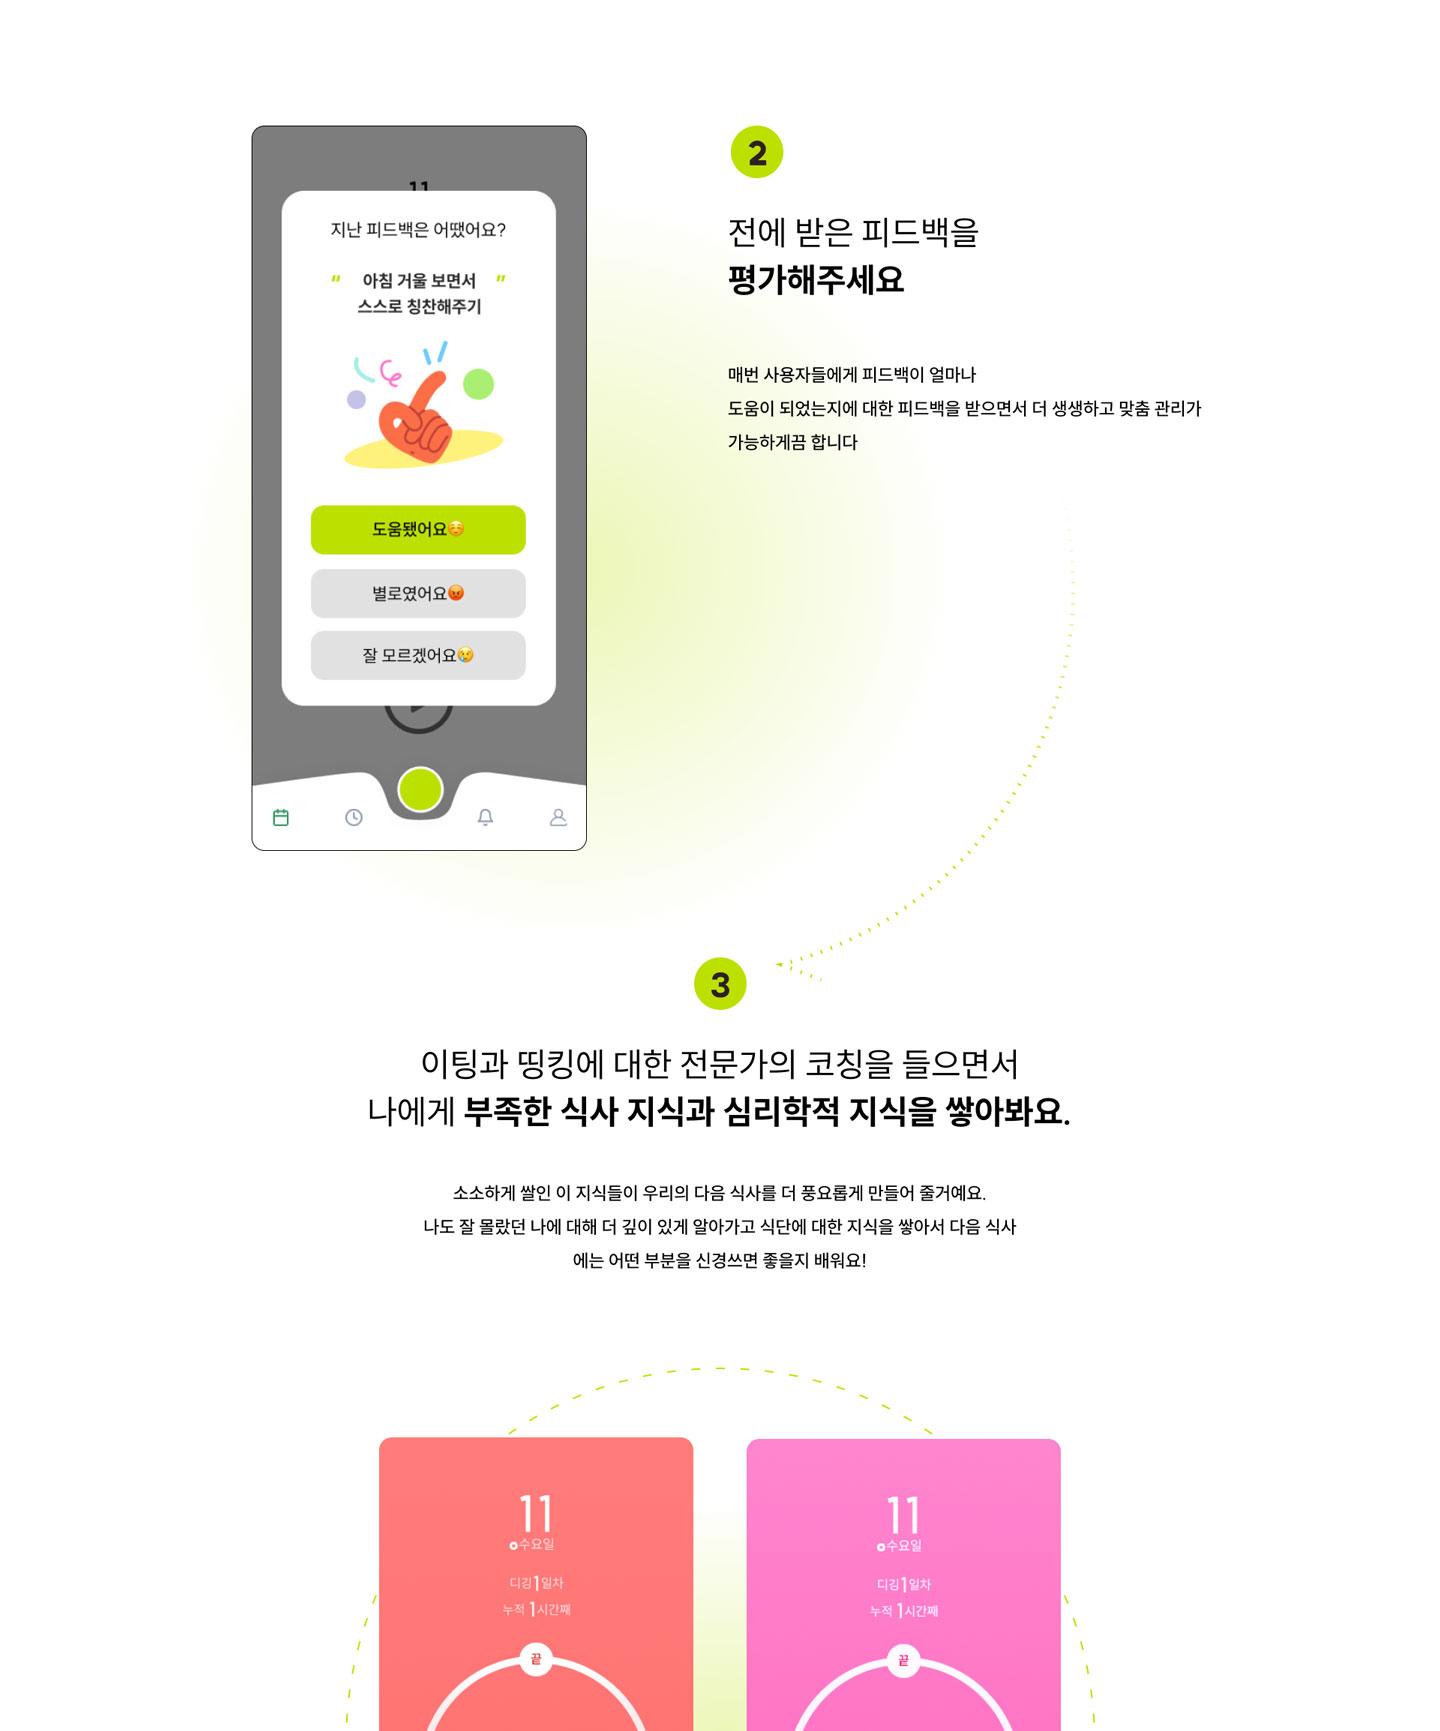 11
지난 피드백은 어땠어요?
“ 아침 거울 보면서 ”
스스로 칭찬해주기
도움됐어요☺️
별로였어요😡
잘 모르겠어요😢
2
전에 받은 피드백을
평가해주세요
매번 사용자들에게 피드백이 얼마나
도움이 되었는지에 대한 피드백을 받으면서 더 생생하고 맞춤 관리가
가능하게끔 합니다
3
이팅과 띵킹에 대한 전문가의 코칭을 들으면서
나에게 부족한 식사 지식과 심리학적 지식을 쌓아봐요.
소소하게 쌀인 이 지식들이 우리의 다음 식사를 더 풍요롭게 만들어 줄거예요.
나도 잘 몰랐던 나에 대해 더 깊이 있게 알아가고 식단에 대한 지식을 쌓아서 다음 식사
에는 어떤 부분을 신경쓰면 좋을지 배워요!
11
수요일
디깅1일차
누적 1시간째
끝
11
수요일
디깅1일차
누적 1시간째
끝